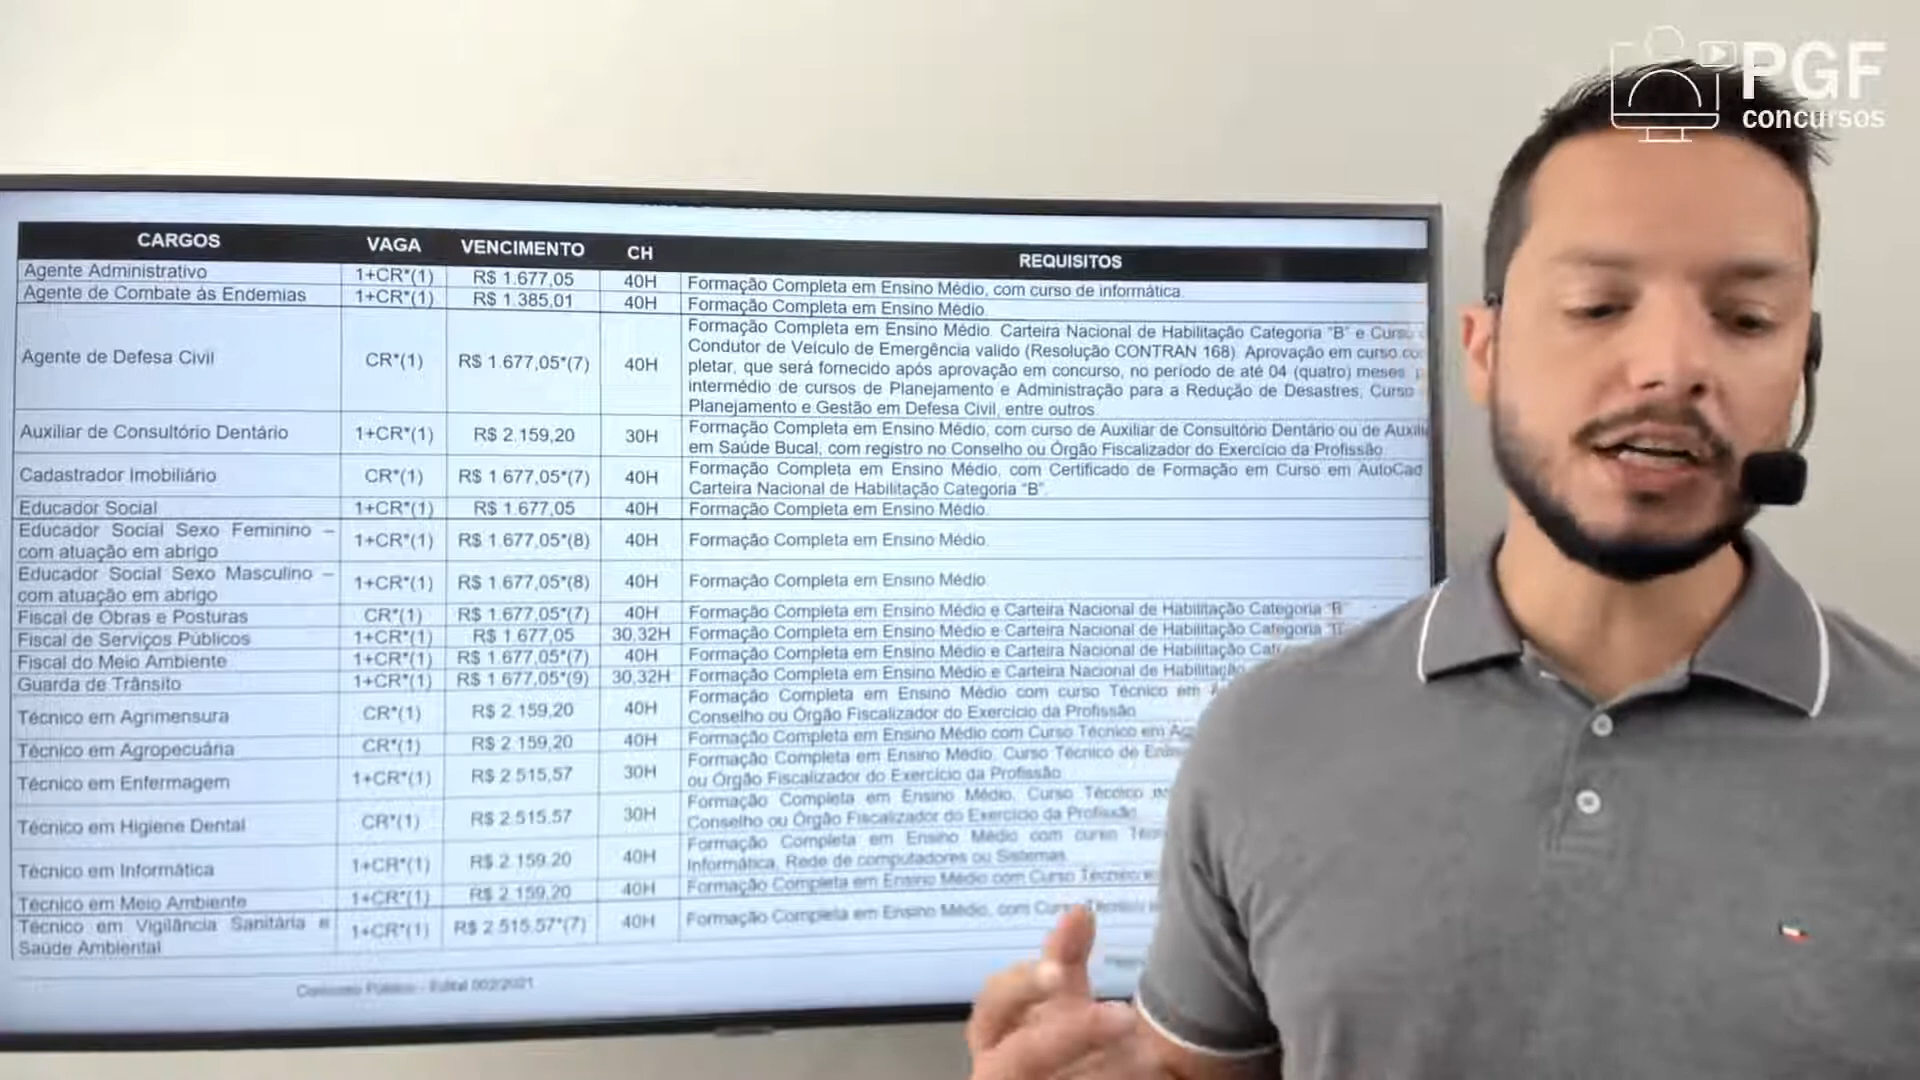 PGF
concursos
CARGOS VAGA VENCIMENTO CH REQUISITOS
Agente Administrativo 1+CR*(1) R$ 1.677,05 40H Formação Completa em Ensino Médio, com curso de informática.
Agente de Combate ás Endemias 1+CR*(1) R$ 1.385,01 40H Formação Completa em Ensino Médio.
Agente de Defesa Civil CR*(1) R$ 1.677,05*(7) 40H Formação Completa em Ensino Médio. Carteira Nacional de Habilitação Categoria "B" e Curso
Condutor de Veículo de Emergência valido (Resolução CONTRAN 168). Aprovação em curso
pletar, que será fornecido após aprovação em concurso, no período de até 04 (quatro) meses
intermédio de cursos de Planejamento e Administração para a Redução de Desastres, Curso
Planejamento e Gestão em Defesa Civil, entre outros.
Auxiliar de Consultório Dentário 1+CR*(1) R$ 2.159,20 30H Formação Completa em Ensino Médio, com curso de Auxiliar de Consultório Dentário ou de Auxili
em Saúde Bucal, com registro no Conselho ou Órgão Fiscalizador do Exercício da Profissão.
Cadastrador Imobiliário CR*(1) R$ 1.677,05*(7) 40H Formação Completa em Ensino Médio, com Certificado de Formação em Curso em AutoCad
Carteira Nacional de Habilitação Categoria "B".
Educador Social 1+CR*(1) R$ 1.677,05 40H Formação Completa em Ensino Médio.
Educador Social Sexo Feminino –
com atuação em abrigo 1+CR*(1) R$ 1.677,05*(8) 40H Formação Completa em Ensino Médio.
Educador Social Sexo Masculino –
com atuação em abrigo 1+CR*(1) R$ 1.677,05*(8) 40H Formação Completa em Ensino Médio
Fiscal de Obras e Posturas CR*(1) R$ 1.677,05*(7) 40H Formação Completa em Ensino Médio e Carteira Nacional de Habilitação Categoria "B"
Fiscal de Serviços Públicos 1+CR*(1) R$ 1.677,05 30,32H Formação Completa em Ensino Médio e Carteira Nacional de Habilitação Categoria
Fiscal do Meio Ambiente 1+CR*(1) R$ 1.677,05*(7) 40H Formação Completa em Ensino Médio e Carteira Nacional de Habilitação
Guarda de Trânsito 1+CR*(1) R$ 1.677,05*(9) 30,32H Formação Completa em Ensino Médio e Carteira Nacional de Habilitação
Técnico em Agrimensura CR*(1) R$ 2.159,20 40H Formação Completa em Ensino Médio com curso Técnico em
Conselho ou Órgão Fiscalizador do Exercício da Profissão
Técnico em Agropecuária CR*(1) R$ 2.159,20 40H Formação Completa em Ensino Médio com Curso Técnico em
Técnico em Enfermagem 1+CR*(1) R$ 2.515,57 30H Formação Completa em Ensino Médio, Curso Técnico de
ou Órgão Fiscalizador do Exercício da Profissão
Técnico em Higiene Dental CR*(1) R$ 2.515,57 30H Formação Completa em Ensino Médio, Curso Técnico
Conselho ou Órgão Fiscalizador do Exercício da Profissão
Técnico em Informática 1+CR*(1) R$ 2.159,20 40H Formação Completa em Ensino Médio com curso
Informática, Rede de computadores ou Sistemas
Técnico em Meio Ambiente 1+CR*(1) R$ 2.159,20 40H Formação Completa em Ensino Médio com Curso Técnico
Técnico em Vigilância Sanitária e
Saúde Ambiental 1+CR*(1) R$ 2.515,57*(7) 40H Formação Completa em Ensino Médio, com Curso Técnico
Concurso Público - Edital 002/2021